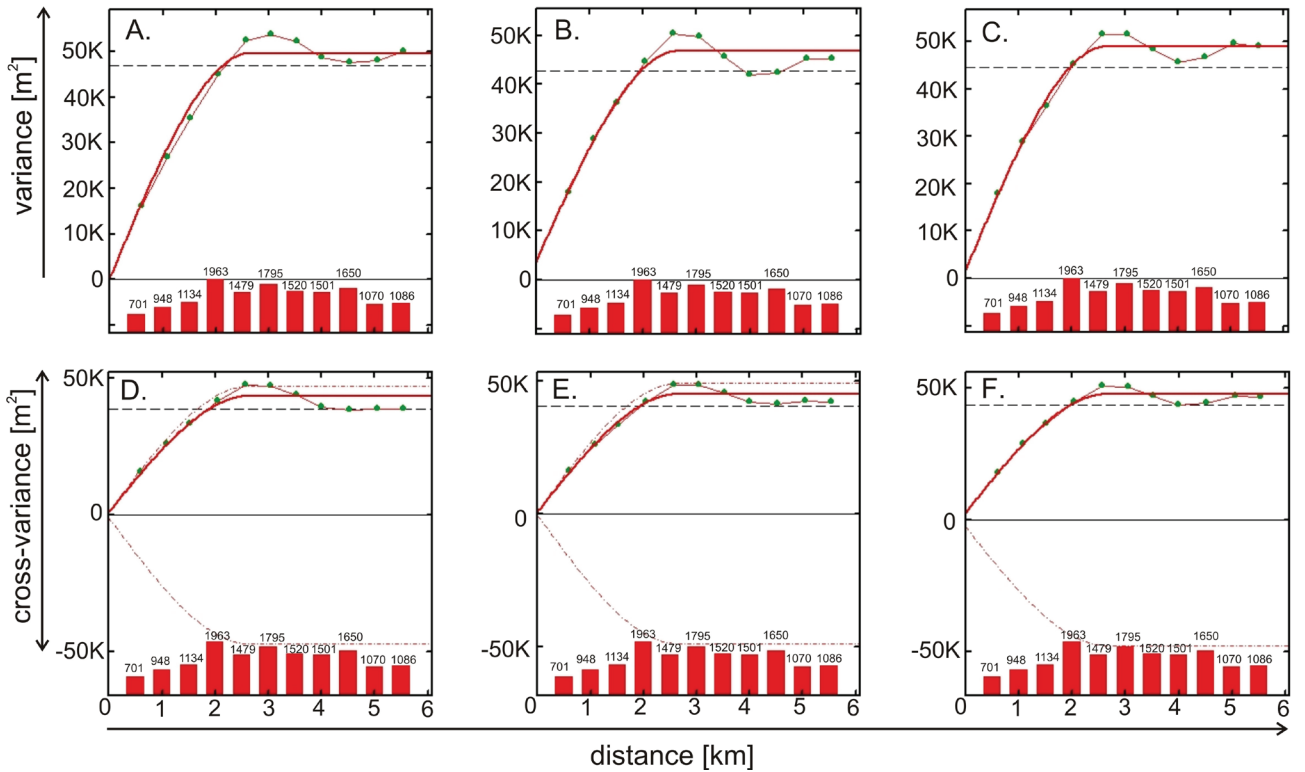 A.
B.
C.
variance [m²]
50K
40K
30K
20K
10K
0
50K
40K
30K
20K
10K
0
50K
40K
30K
20K
10K
0
701 948 1134 1963 1479 1795 1520 1501 1650 1070 1086
701 948 1134 1963 1479 1795 1520 1501 1650 1070 1086
701 948 1134 1963 1479 1795 1520 1501 1650 1070 1086
D.
E.
F.
cross-variance [m²]
50K
0
-50K
50K
0
-50K
50K
0
-50K
701 948 1134 1963 1479 1795 1520 1501 1650 1070 1086
701 948 1134 1963 1479 1795 1520 1501 1650 1070 1086
701 948 1134 1963 1479 1795 1520 1501 1650 1070 1086
0 1 2 3 4 5 6
0 1 2 3 4 5 6
0 1 2 3 4 5 6
distance [km]